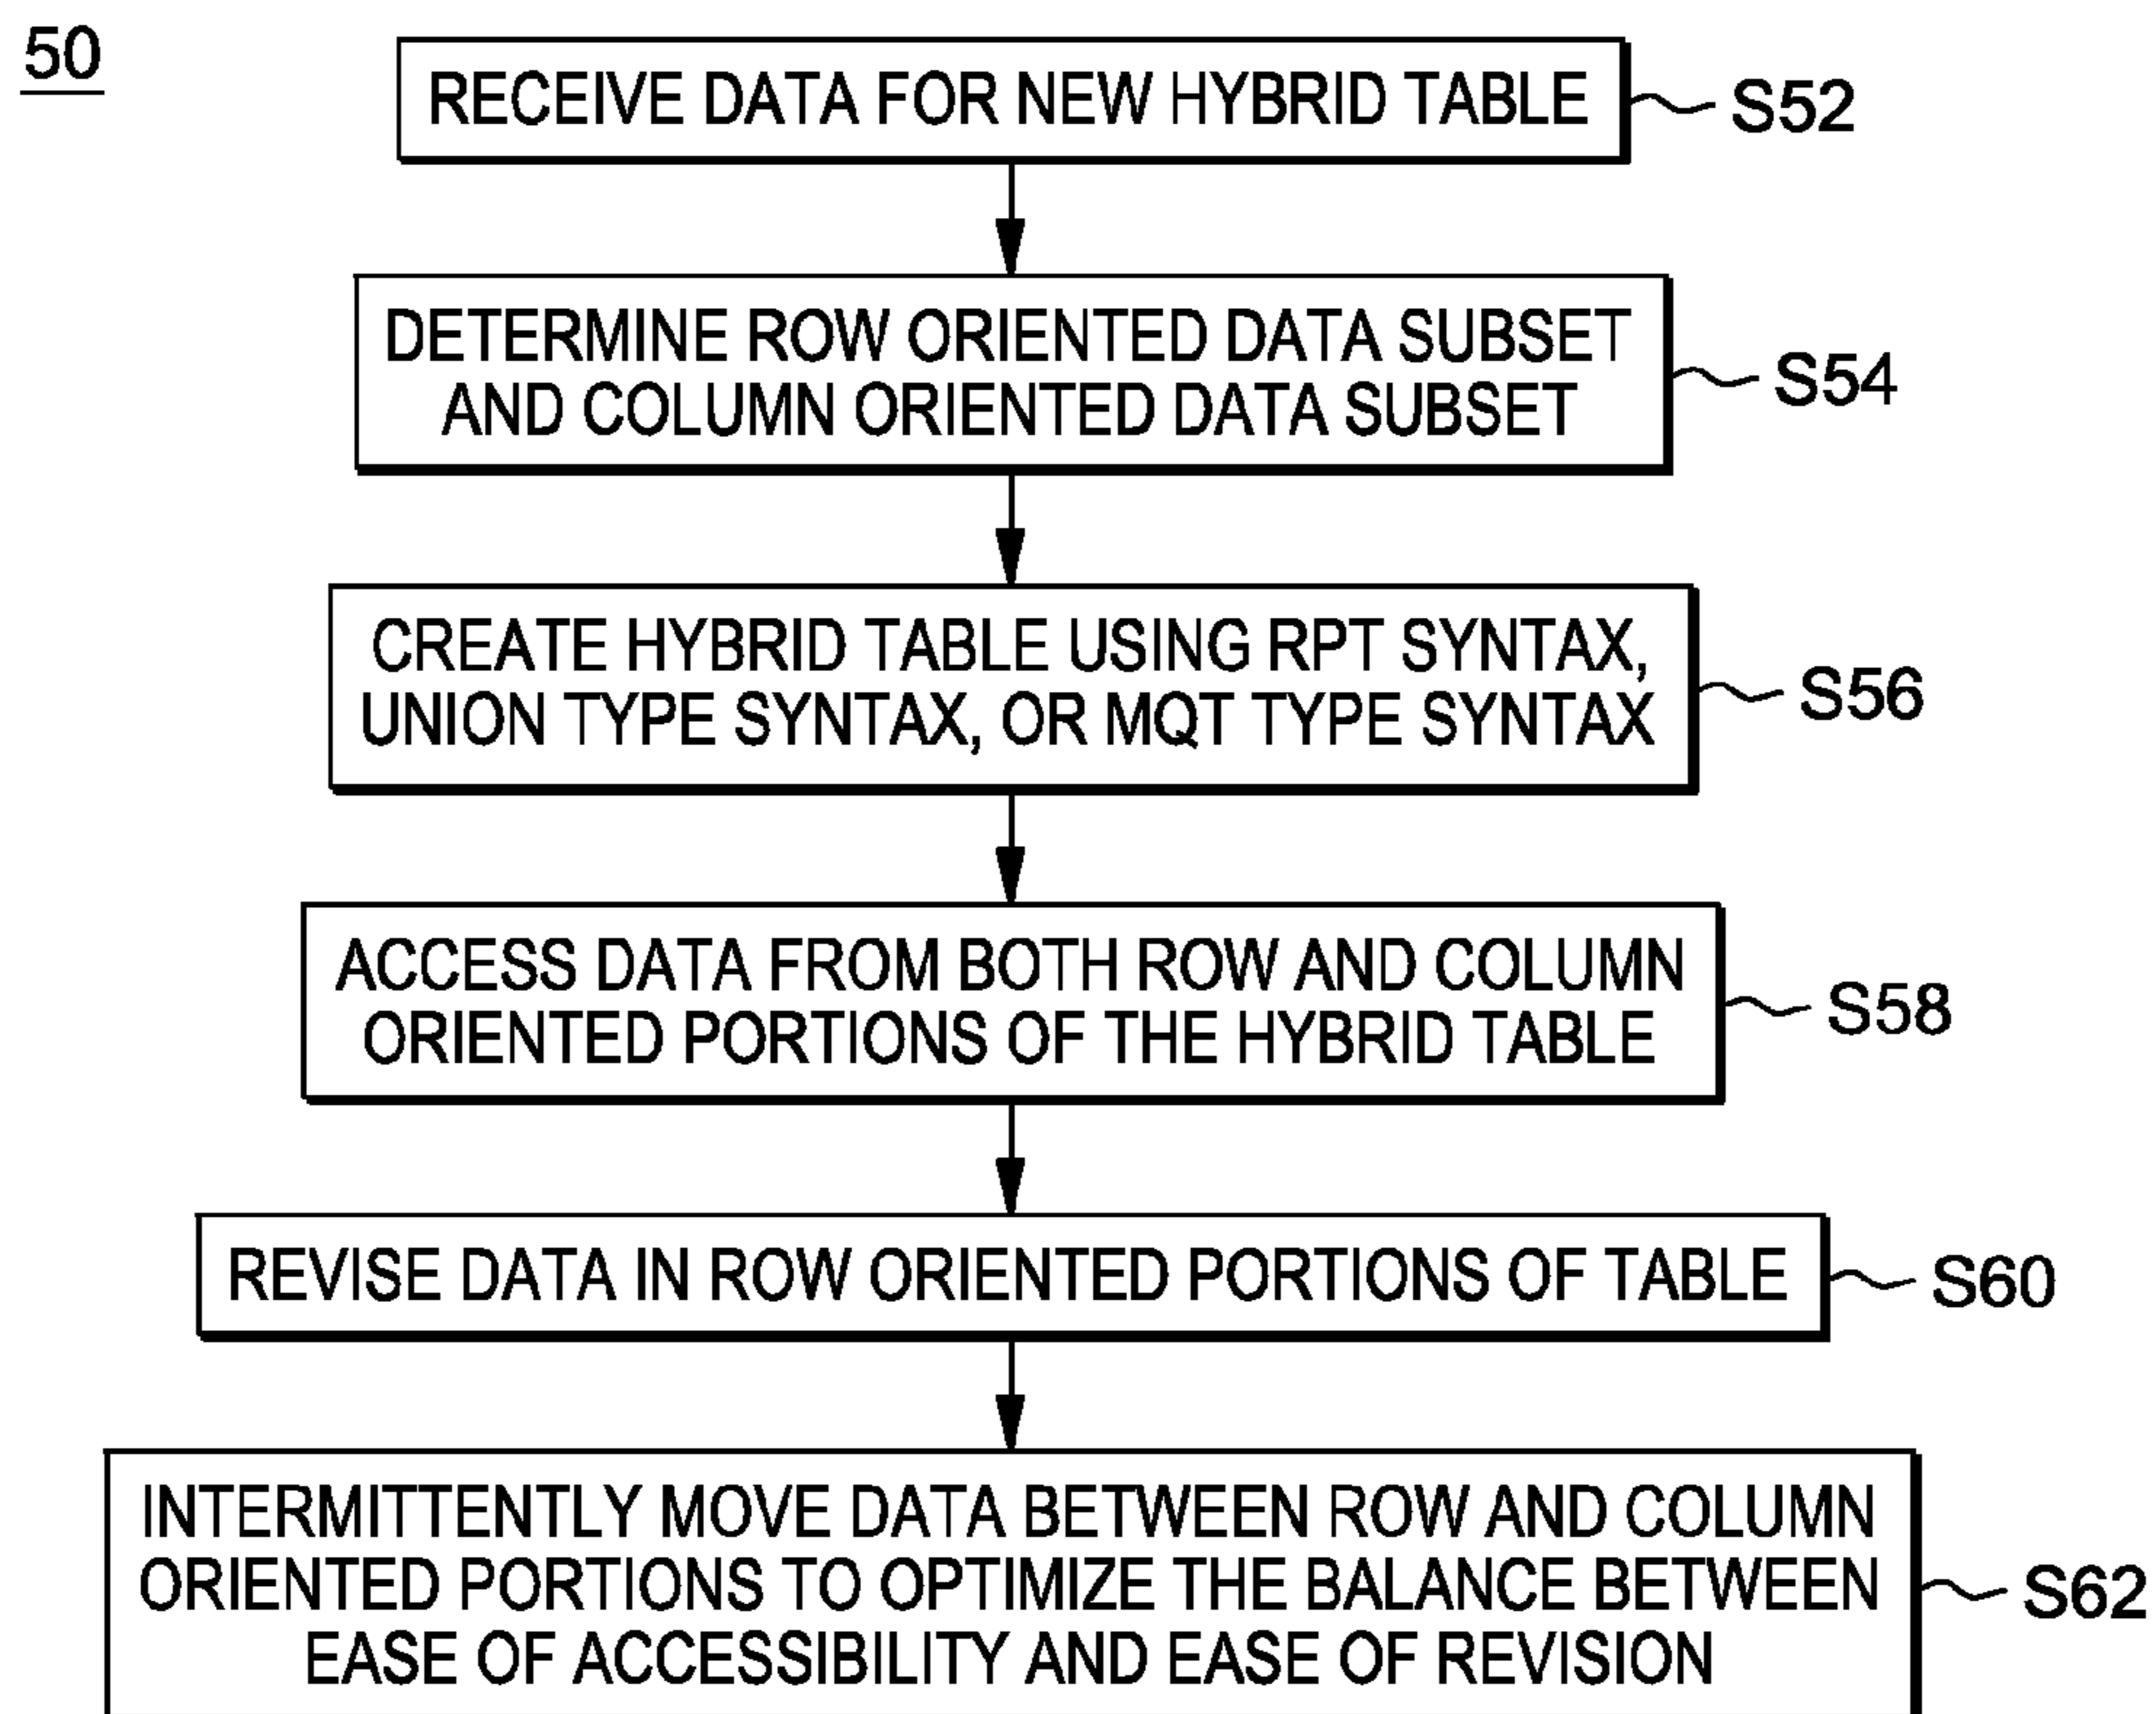 50
RECEIVE DATA FOR NEW HYBRID TABLE
S52
DETERMINE ROW ORIENTED DATA SUBSET
AND COLUMN ORIENTED DATA SUBSET
S54
CREATE HYBRID TABLE USING RPT SYNTAX,
UNION TYPE SYNTAX, OR MQT TYPE SYNTAX
S56
ACCESS DATA FROM BOTH ROW AND COLUMN
ORIENTED PORTIONS OF THE HYBRID TABLE
S58
REVISE DATA IN ROW ORIENTED PORTIONS OF TABLE
S60
INTERMITTENTLY MOVE DATA BETWEEN ROW AND COLUMN
ORIENTED PORTIONS TO OPTIMIZE THE BALANCE BETWEEN
EASE OF ACCESSIBILITY AND EASE OF REVISION
S62